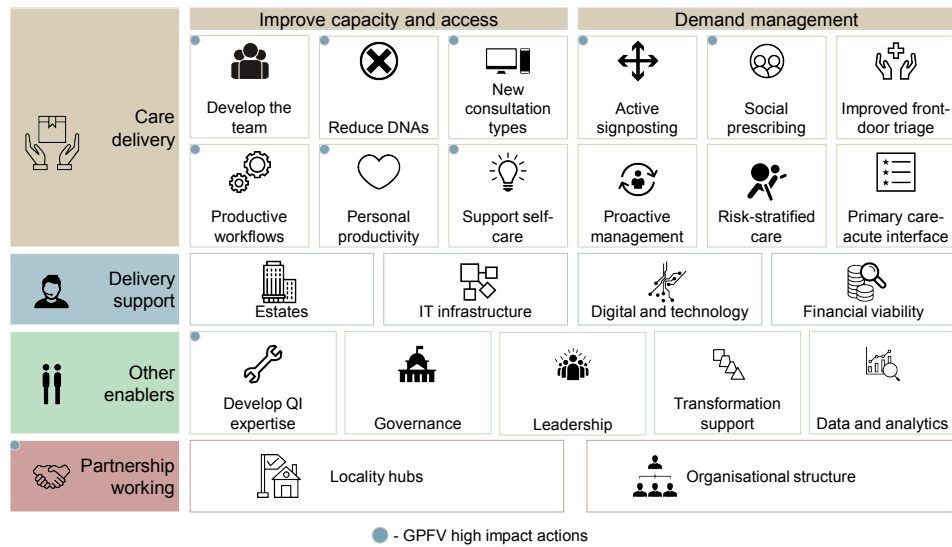 Improve capacity and access
Demand management
Care
delivery
Develop the
team
Reduce DNAs
New
consultation
types
Active
signposting
Social
prescribing
Improved front-
door triage
Productive
workflows
Personal
productivity
Support self-
care
Proactive
management
Risk-stratified
care
Primary care-
acute interface
Delivery
support
Estates
IT infrastructure
Digital and technology
Financial viability
Other
enablers
Develop QI
expertise
Governance
Leadership
Transformation
support
Data and analytics
Partnership
working
Locality hubs
Organisational structure
- GPFV high impact actions